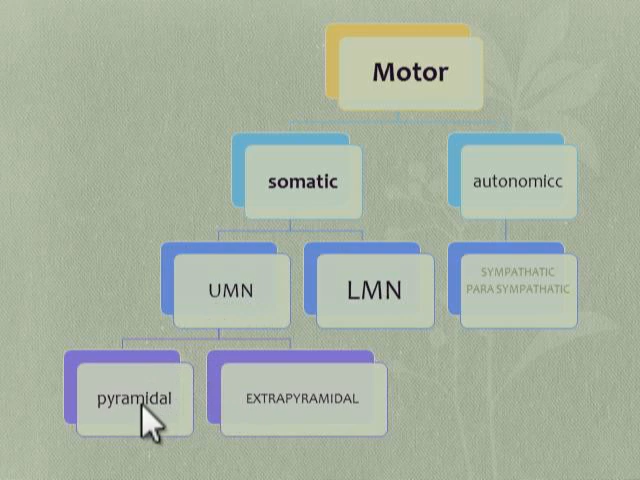 Motor
somatic
autonomicc
UMN
LMN
SYMPATHATIC
PARA SYMPATHATIC
pyramidal
EXTRAPYRAMIDAL